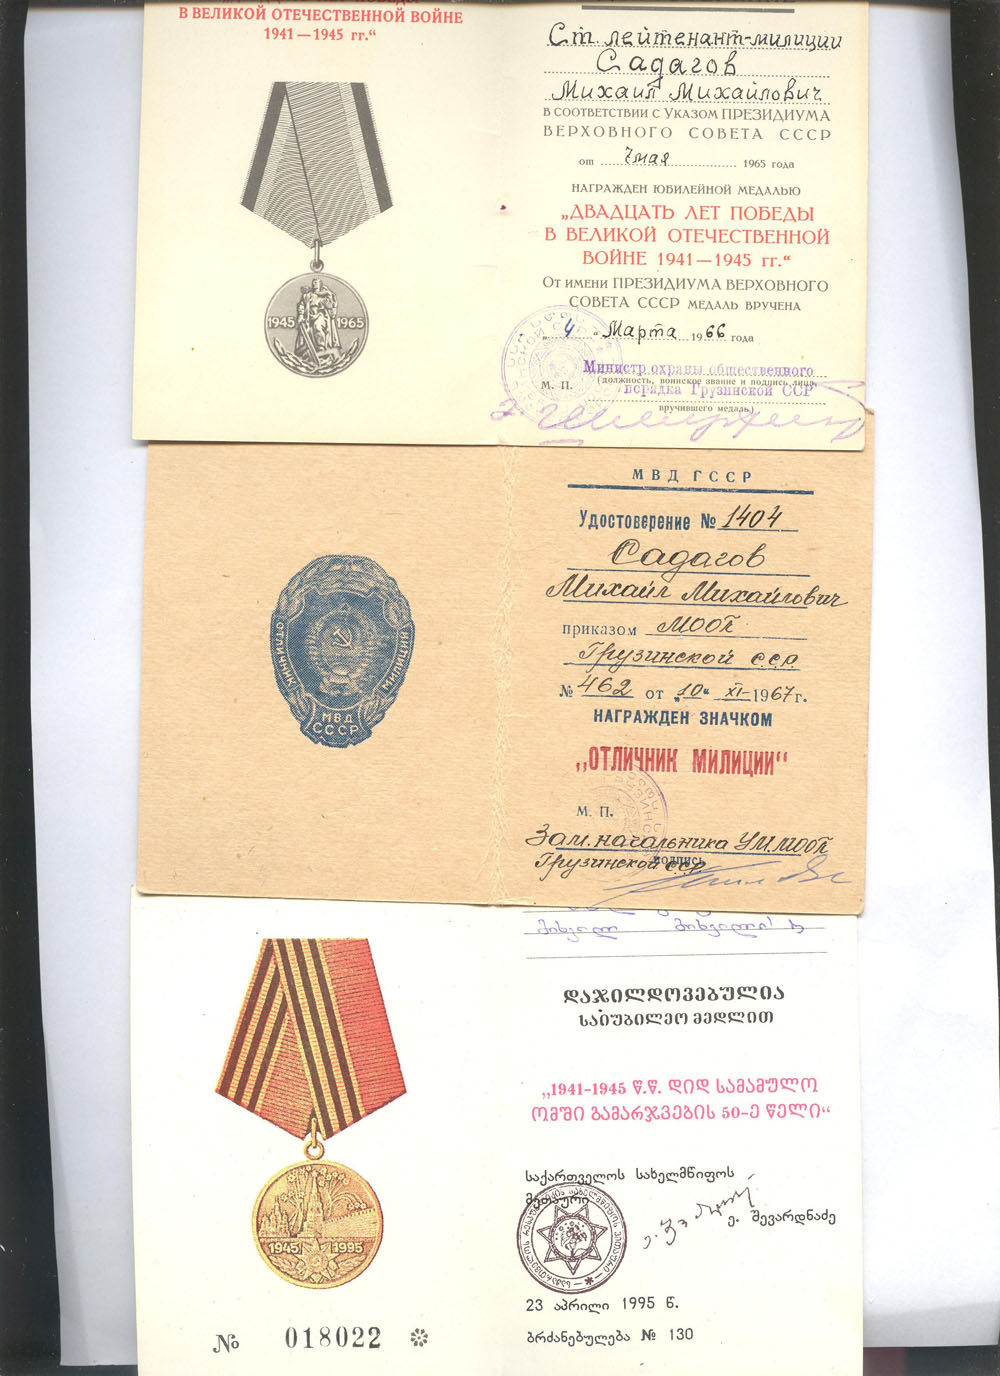 В ВЕЛИКОЙ ОТЕЧЕСТВЕННОЙ ВОЙНЕ
1941—1945 гг.“
1945 1965
Ст. лейтенант-милиции
Садагов
Михаил Михайлович
В СООТВЕТСТВИИ С УКАЗОМ ПРЕЗИДИУМА
ВЕРХОВНОГО СОВЕТА СССР
от 7 мая 1965 года
НАГРАЖДЕН ЮБИЛЕЙНОЙ МЕДАЛЬЮ
„ДВАДЦАТЬ ЛЕТ ПОБЕДЫ
В ВЕЛИКОЙ ОТЕЧЕСТВЕННОЙ
ВОЙНЕ 1941—1945 гг.“
От имени ПРЕЗИДИУМА ВЕРХОВНОГО
СОВЕТА СССР МЕДАЛЬ ВРУЧЕНА
„4“ Марта 1966 года
Министр охраны общественного
(должность, воинское звание и подпись лица,
М. П. порядка Грузинской ССР
вручившего медаль)
ОТЛИЧНИК МИЛИЦИИ
МВД
СССР
МВД ГССР
Удостоверение № 1404
Садагов
Михаил Михайлович
приказом МООП
Грузинской С.С.Р.
№ 462 от „10“ XI 1967 г.
НАГРАЖДЕН ЗНАЧКОМ
„ОТЛИЧНИК МИЛИЦИИ“
М. П.
Зам. начальника УМ МООП
Грузинской ССР
подпись
1945 1995
№ 018022
დაჯილდოვებულია
საიუბილეო მედლით
„1941-1945 წ.წ. დიდ სამამულო
ომში გამარჯვების 50-ე წელი“
საქართველოს სახელმწიფოს
მეთაური
ე. შევარდნაძე
23 აპრილი 1995 წ.
ბრძანებულება № 130